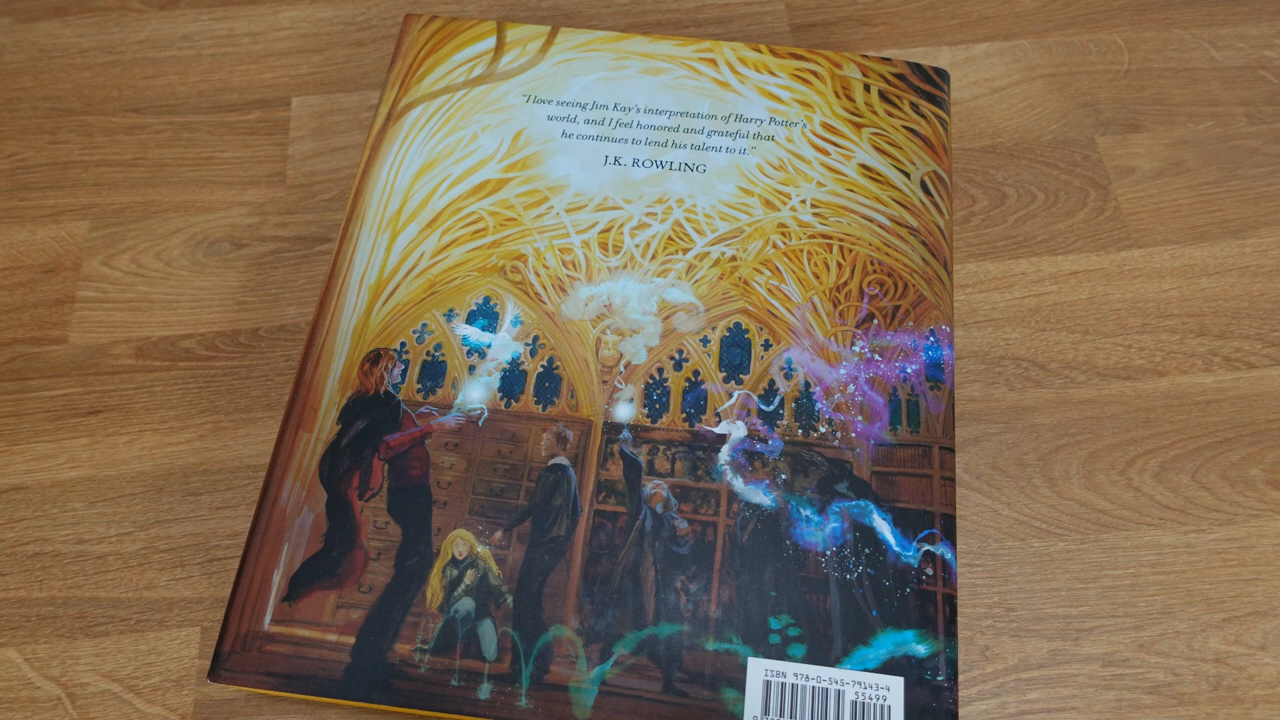 "I love seeing Jim Kay's interpretation of Harry Potter's
world, and I feel honored and grateful that
he continues to lend his talent to it."
J.K. ROWLING
ISBN 978-0-545-79143-4
55499